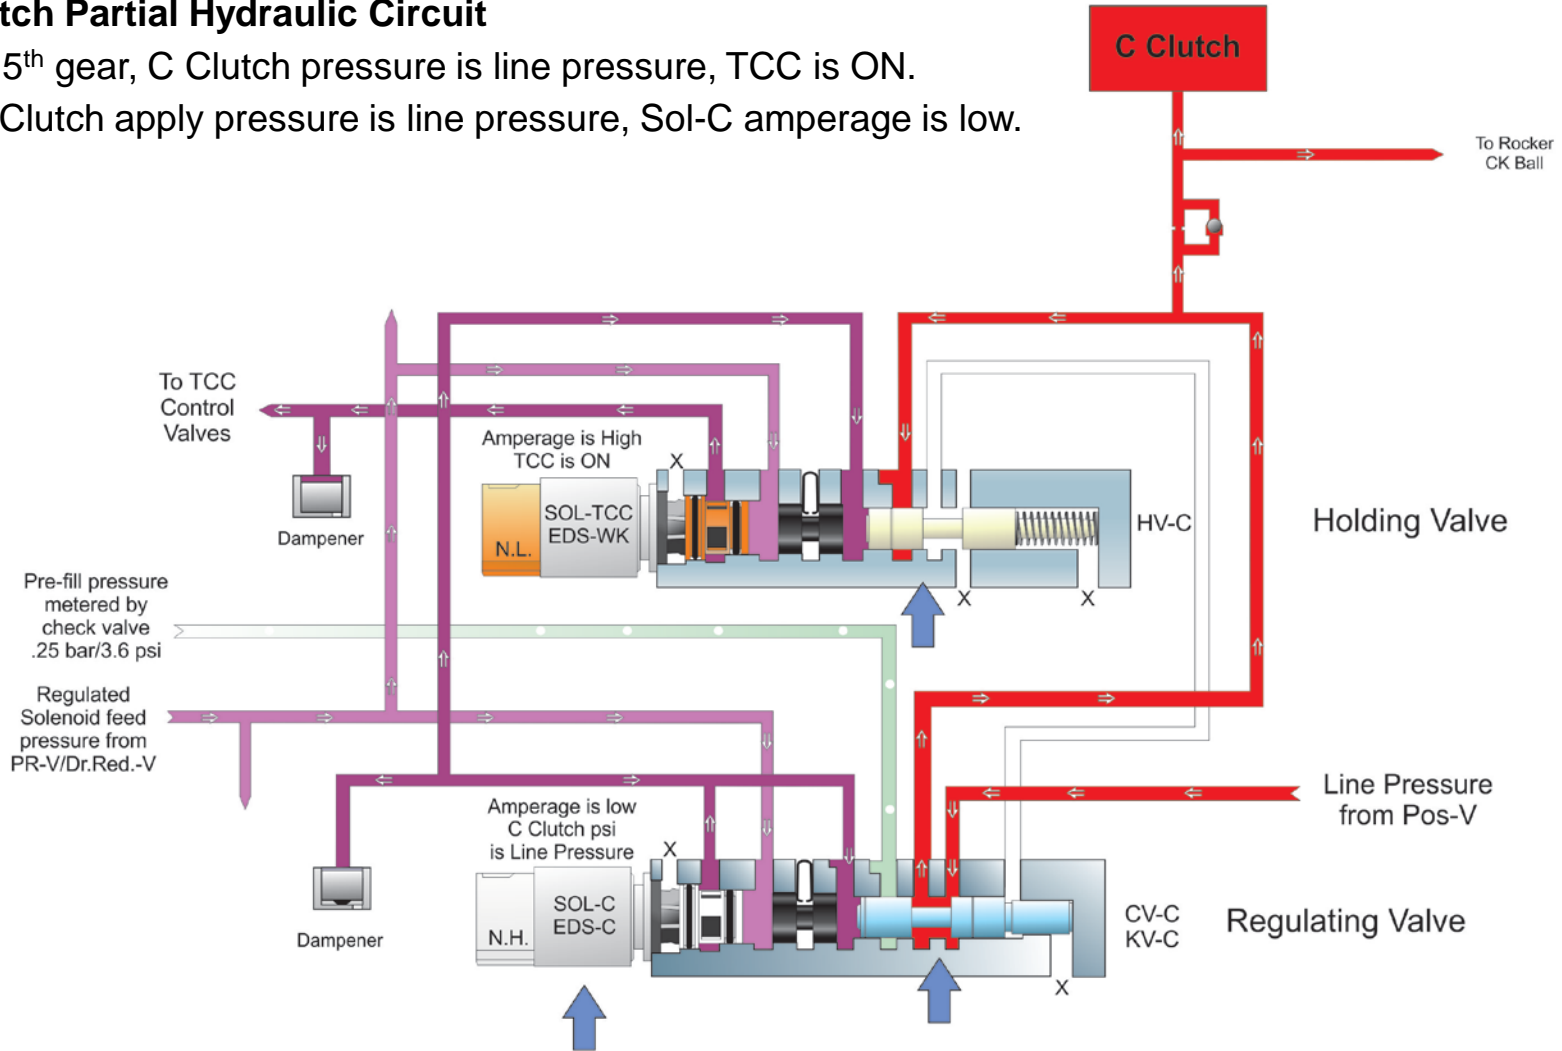 tch Partial Hydraulic Circuit
5th gear, C Clutch pressure is line pressure, TCC is ON.
Clutch apply pressure is line pressure, Sol-C amperage is low.
C Clutch
To Rocker
CK Ball
To TCC
Control
Valves
Dampener
Amperage is High
TCC is ON
X
SOL-TCC
EDS-WK
N.L.
HV-C
Holding Valve
X
X
Pre-fill pressure
metered by
check valve
.25 bar/3.6 psi
Regulated
Solenoid feed
pressure from
PR-V/Dr.Red.-V
Line Pressure
from Pos-V
Amperage is low
C Clutch psi
is Line Pressure
X
SOL-C
EDS-C
N.H.
Dampener
CV-C
KV-C
Regulating Valve
X